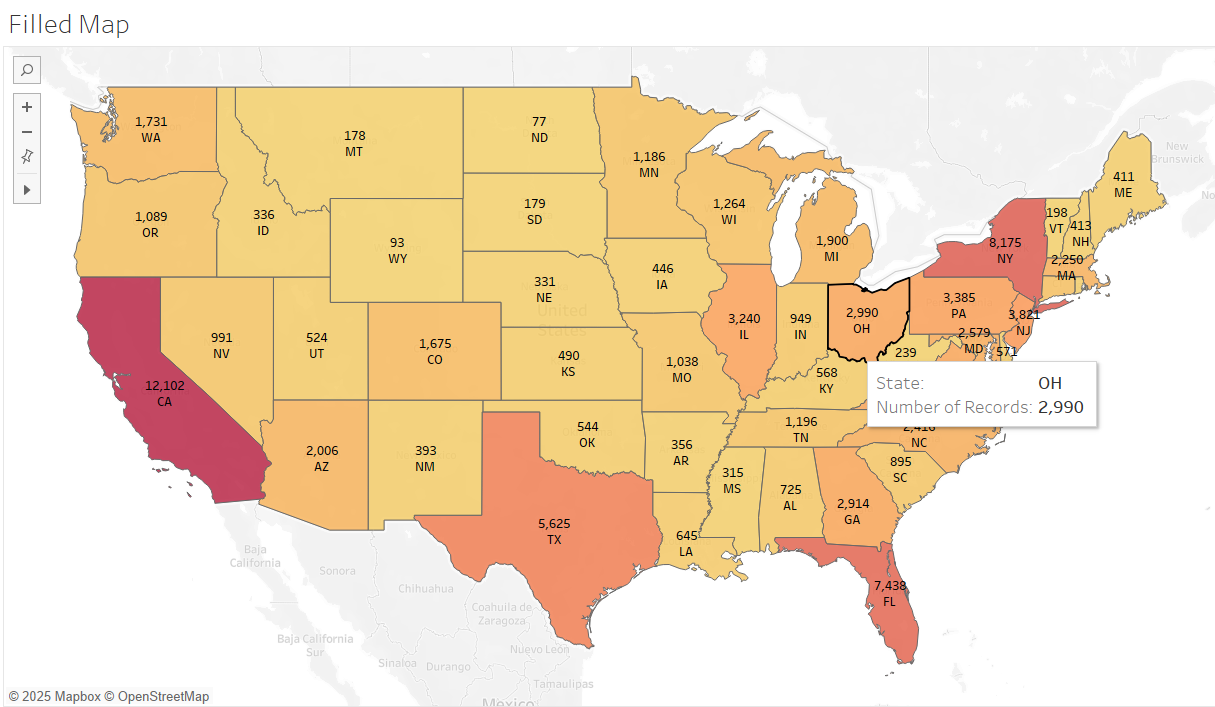 Filled Map
1,731
WA
178
MT
77
ND
1,186
MN
411
ME
New
Brunswick
1,089
OR
336
ID
179
SD
1,264
WI
198
VT
413
NH
93
WY
1,900
MI
8,175
NY
2,250
MA
446
IA
331
NE
3,385
PA
3,821
NJ
2,990
OH
3,240
IL
949
IN
United
States
991
NV
524
UT
1,675
CO
2,579
MD
571
239
490
KS
1,038
MO
568
KY
12,102
CA
State: OH
Number of Records: 2,990
2,006
AZ
393
NM
544
OK
356
AR
1,196
TN
NC
895
SC
315
MS
725
AL
2,914
GA
5,625
TX
645
LA
7,438
FL
Baja
California
Sonora
Chihuahua
Coahuila de
Zaragoza
Baja California
Sur
Nuevo León
Sinaloa
Durango
Tamaulipas
Mexico
© 2025 Mapbox © OpenStreetMap